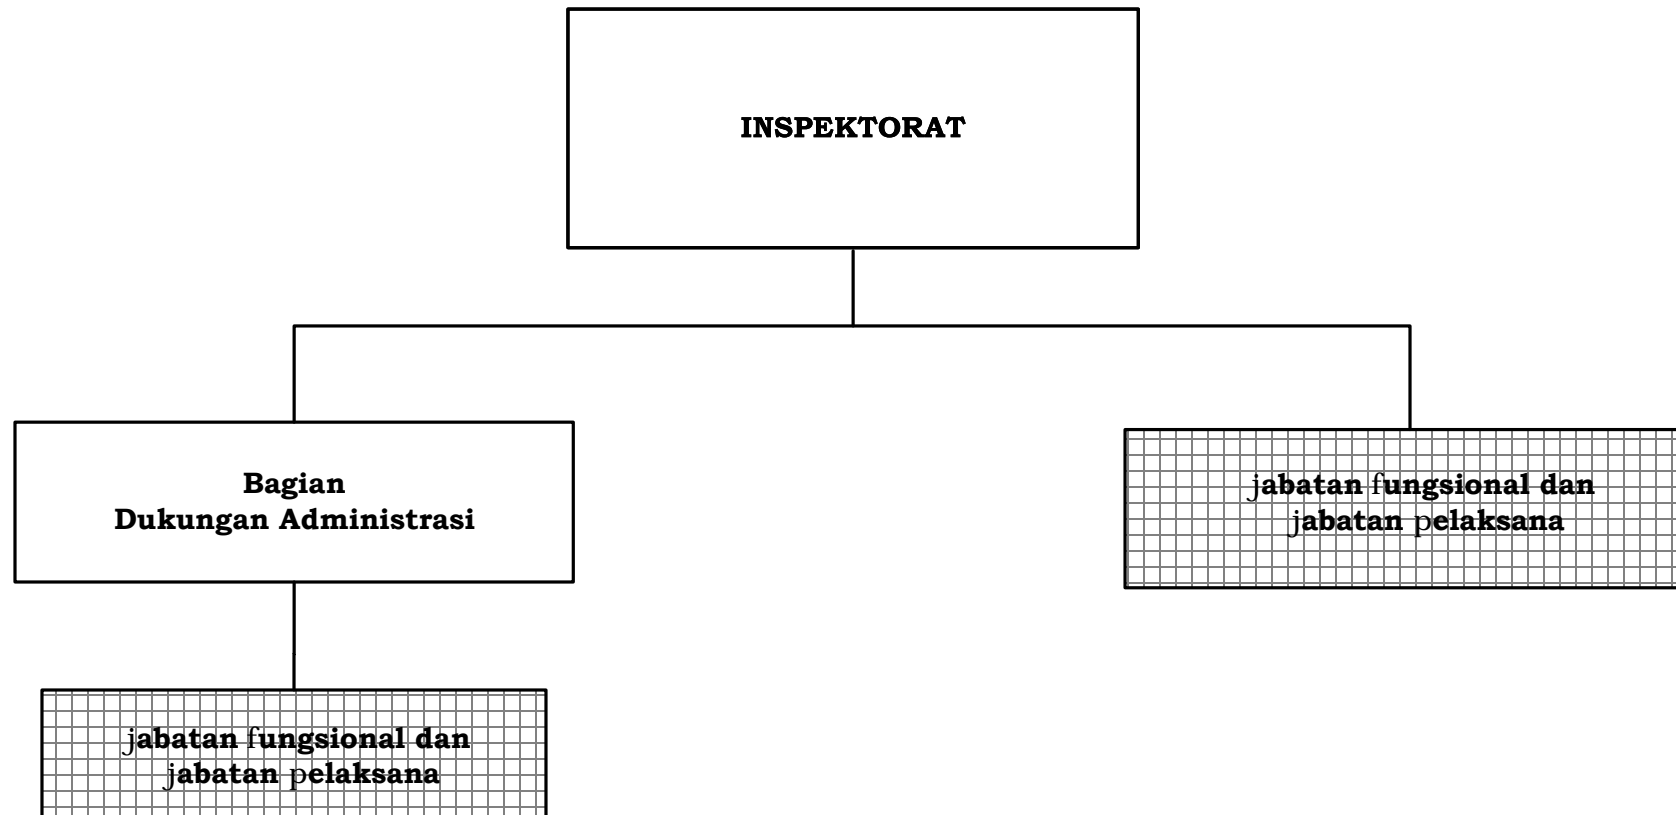 INSPEKTORAT
Bagian
Dukungan Administrasi
jabatan fungsional dan
jabatan pelaksana
jabatan fungsional dan
jabatan pelaksana